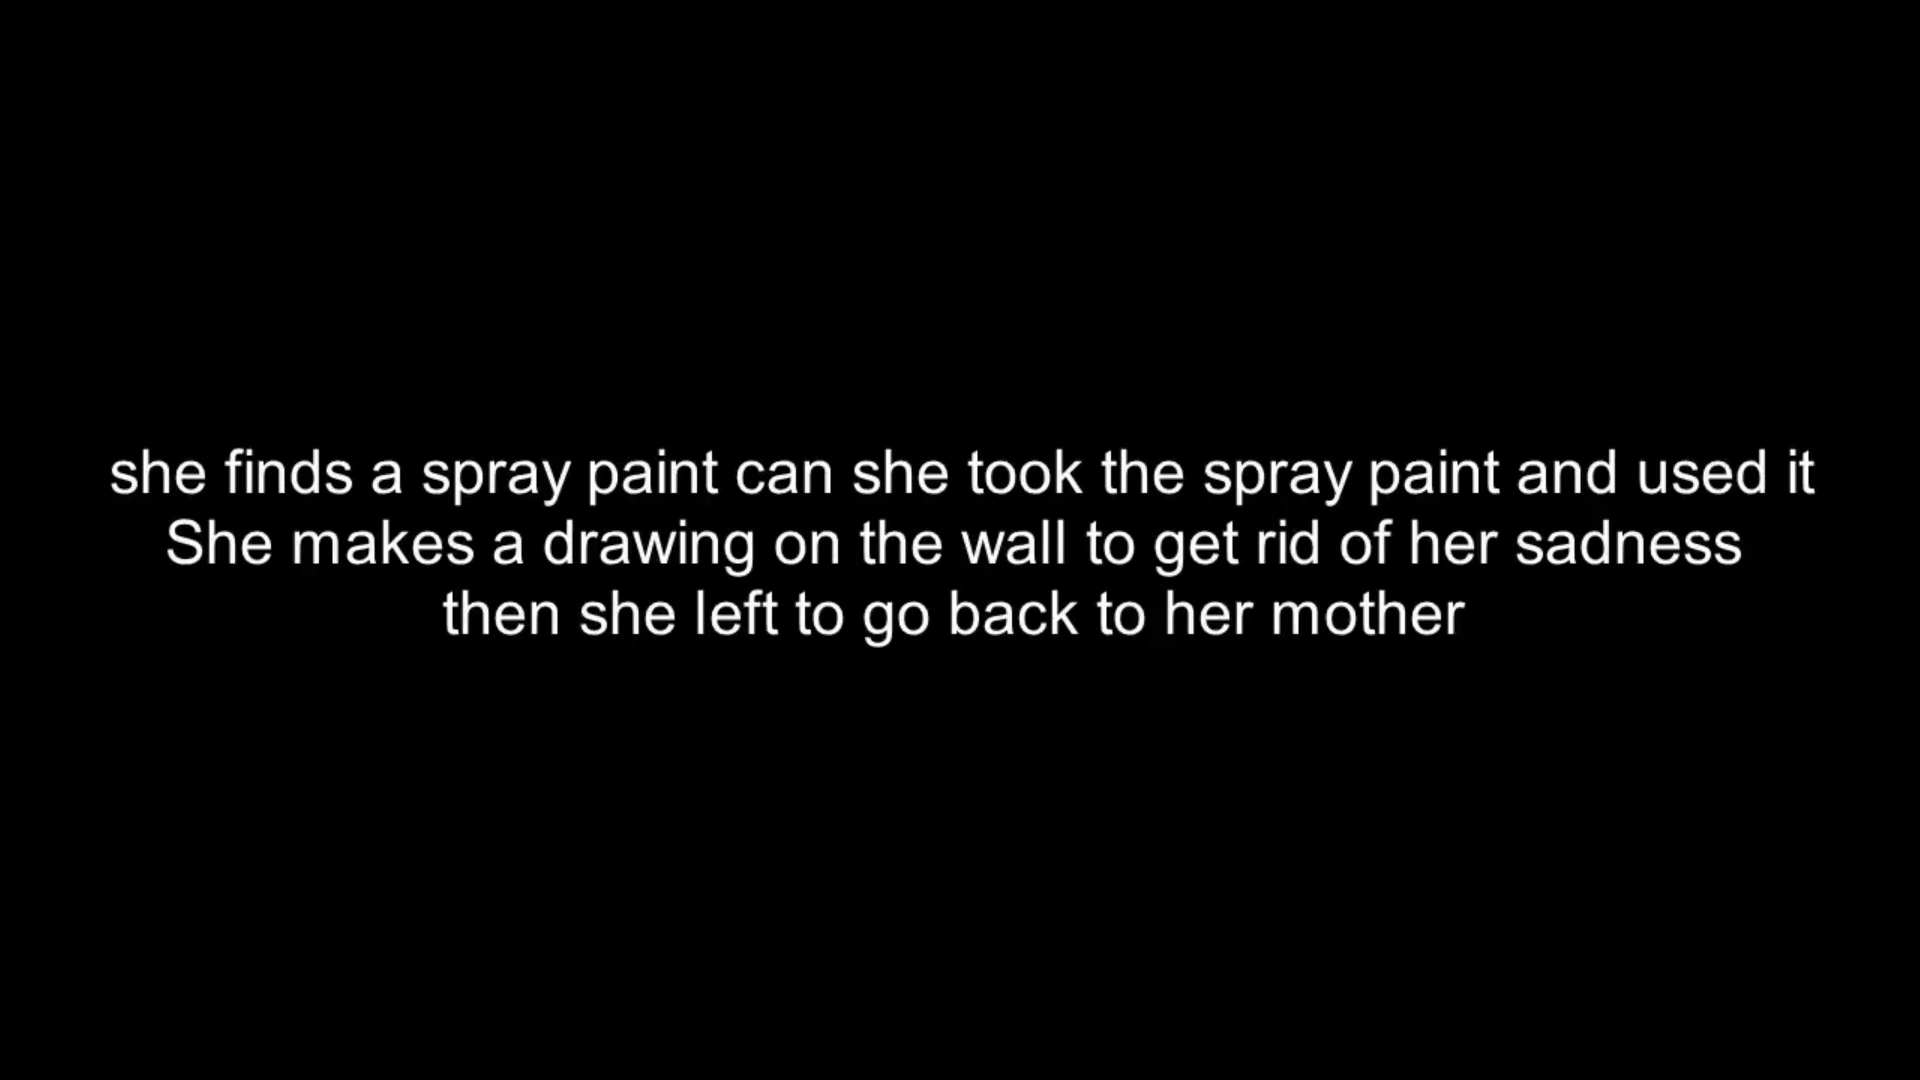 she finds a spray paint can she took the spray paint and used it
She makes a drawing on the wall to get rid of her sadness
then she left to go back to her mother